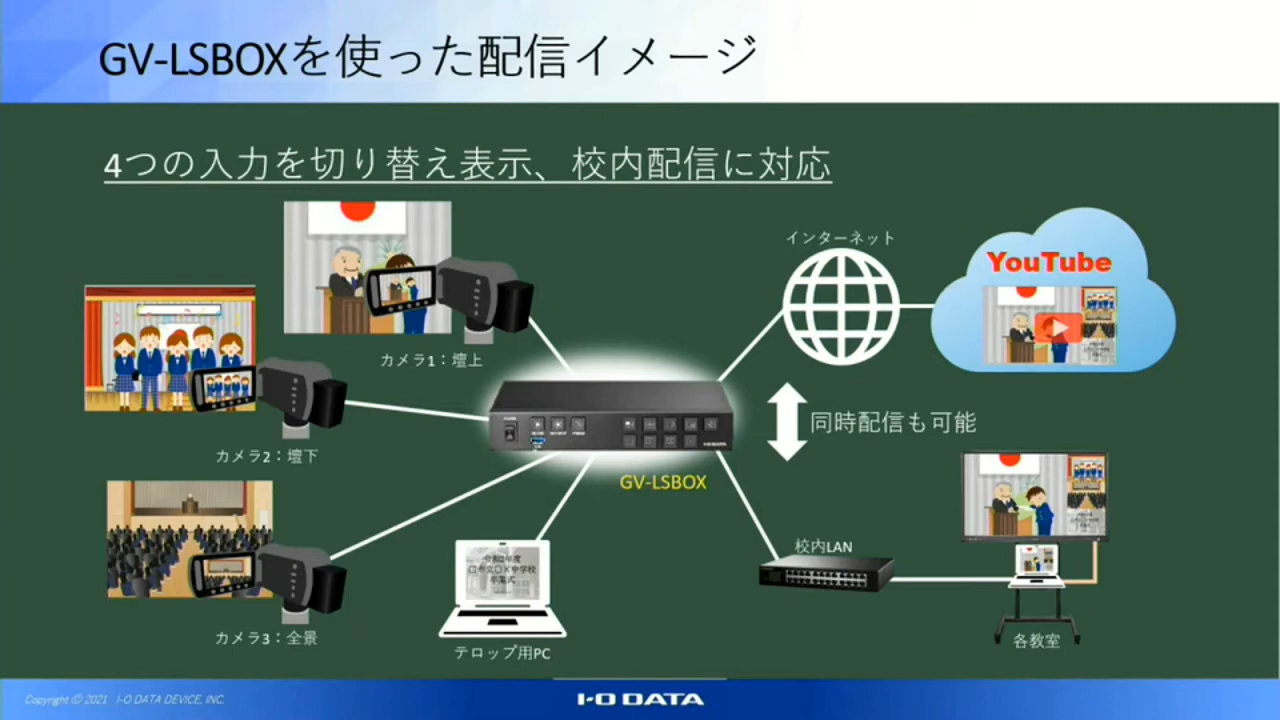 GV-LSBOXを使った配信イメージ
4つの入力を切り替え表示、校内配信に対応
カメラ1：壇上
カメラ2：壇下
カメラ3：全景
テロップ用PC
GV-LSBOX
I-O DATA
インターネット
YouTube
同時配信も可能
校内LAN
各教室
卒業式
Copyright © 2021 I-O DATA DEVICE, INC.
I-O DATA